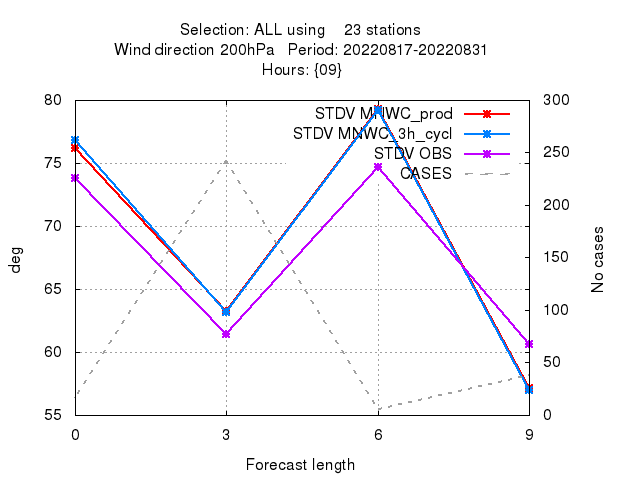 Selection: ALL using 23 stations
Wind direction 200hPa Period: 20220817-20220831
Hours: {09}
STDV MNWC_prod
STDV MNWC_3h_cycl
STDV OBS
CASES
80
75
70
65
60
55
300
250
200
150
100
50
0
deg
No cases
0 3 6 9
Forecast length